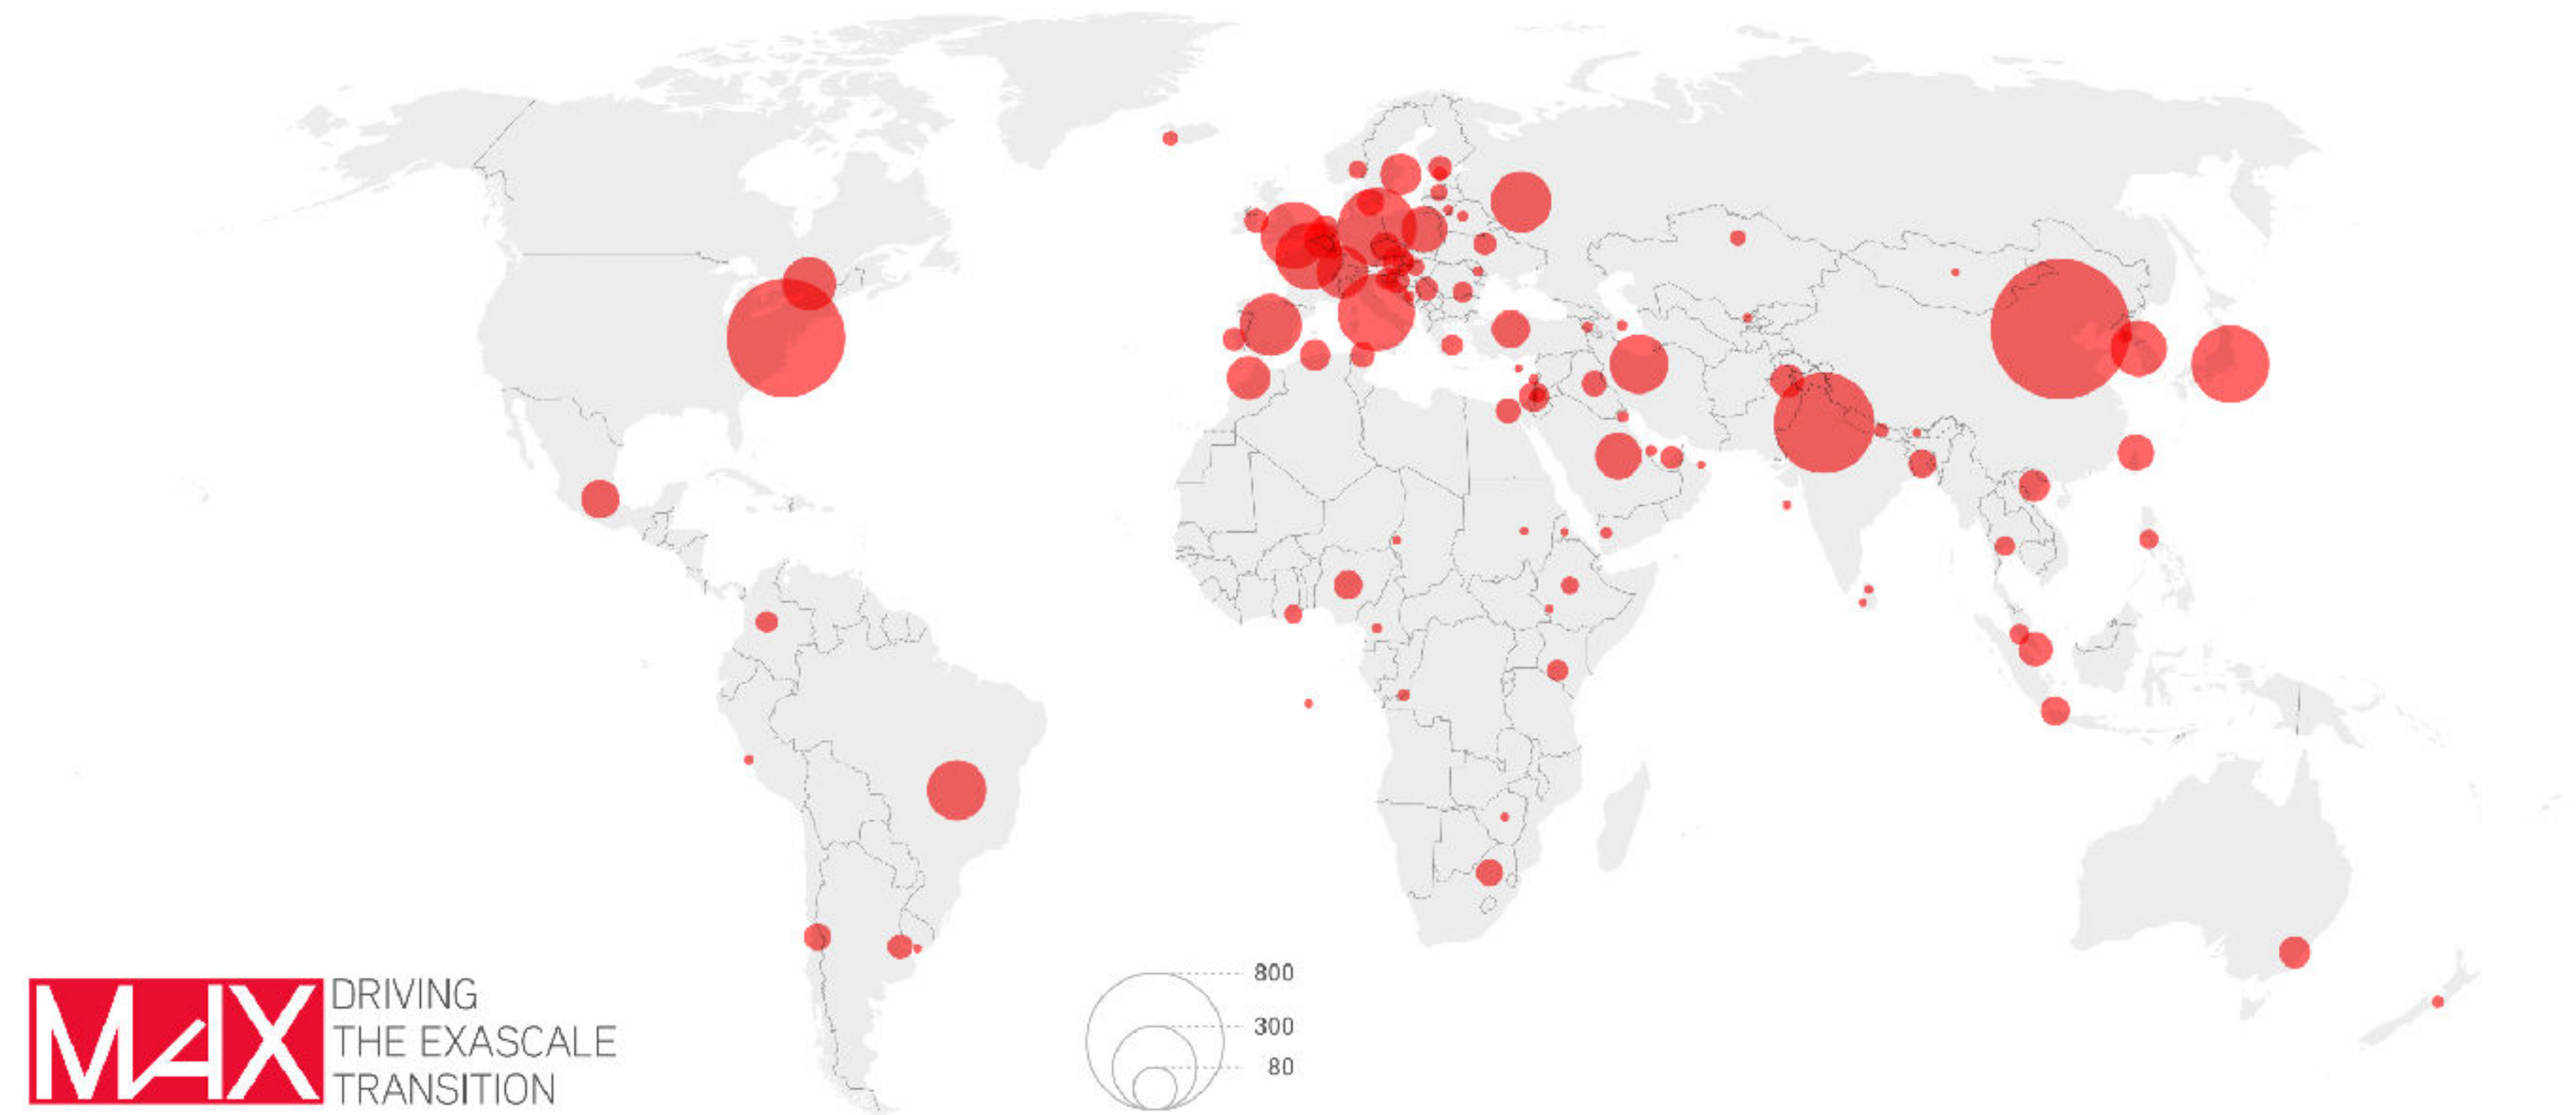 800
300
80
MAX
DRIVING
THE EXASCALE
TRANSITION